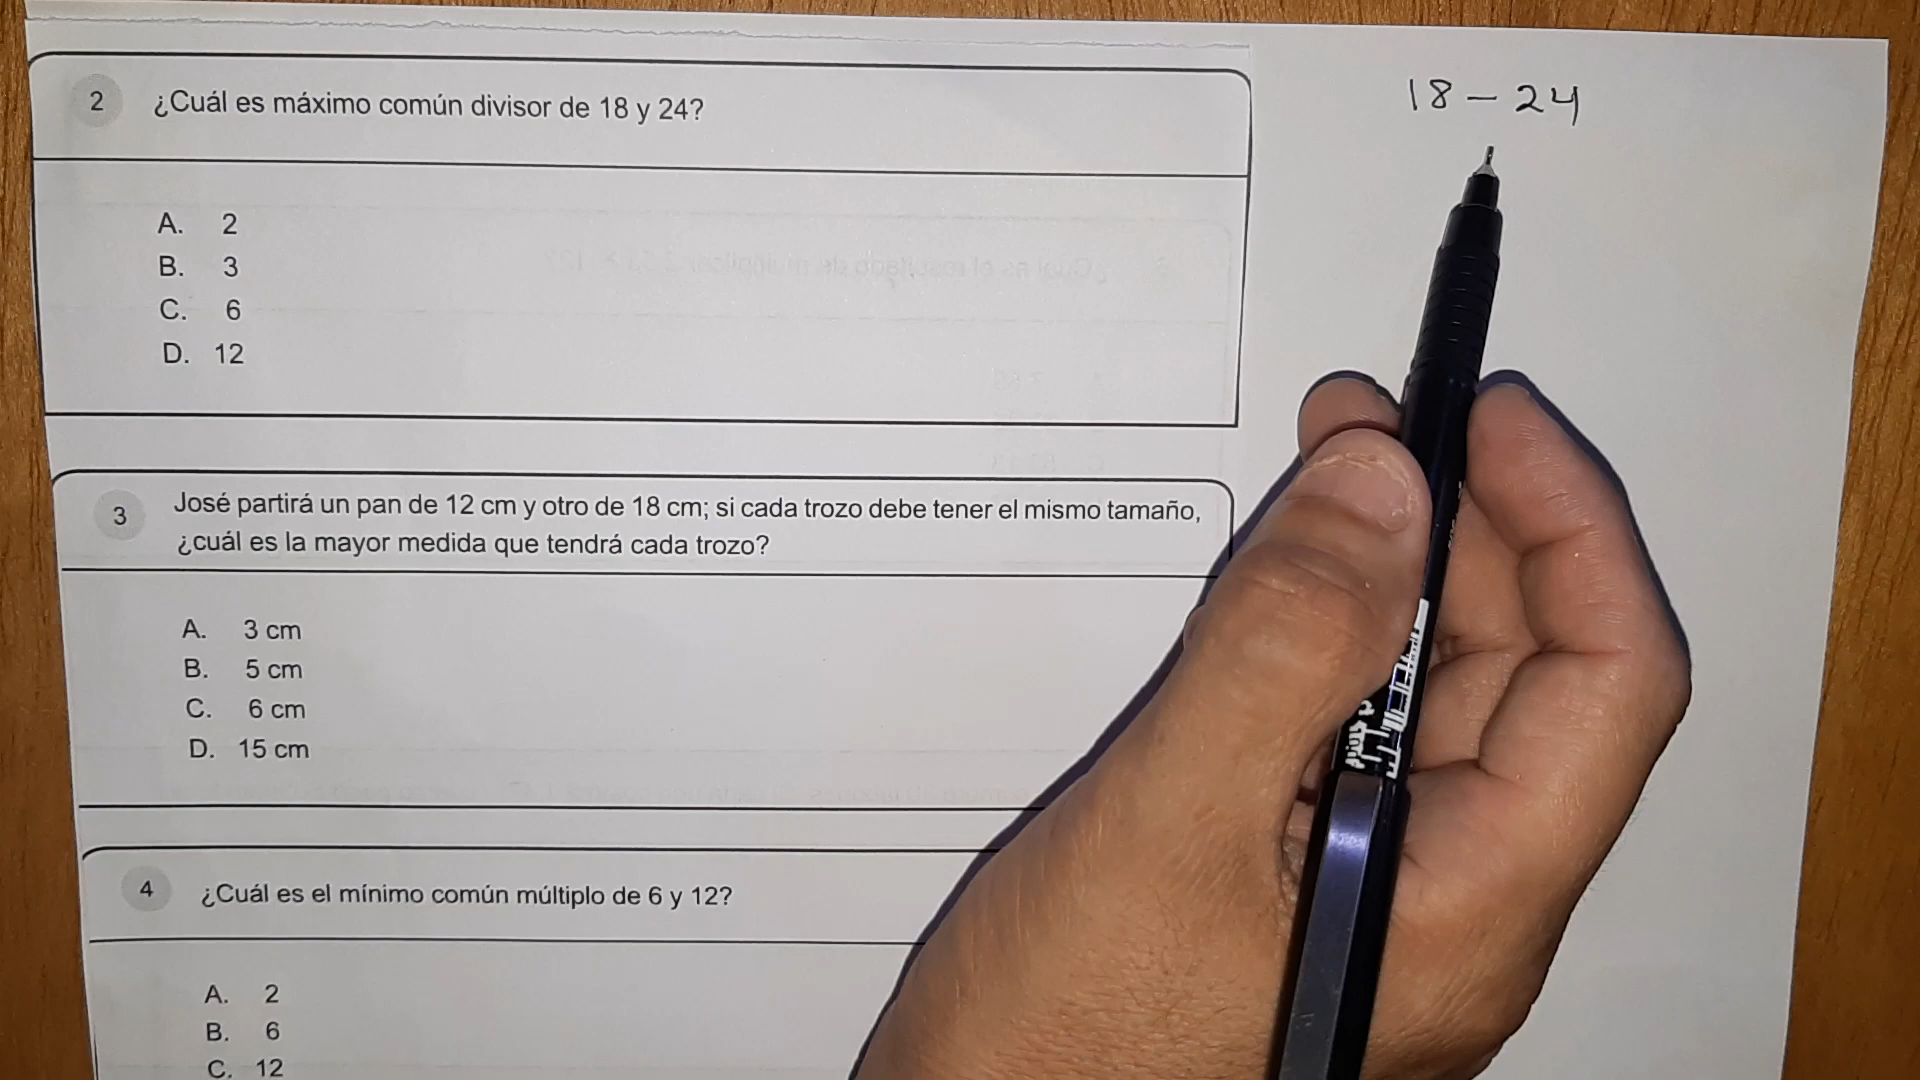 2 ¿Cuál es máximo común divisor de 18 y 24?
A. 2
B. 3
C. 6
D. 12
18 - 24
3 José partirá un pan de 12 cm y otro de 18 cm; si cada trozo debe tener el mismo tamaño,
¿cuál es la mayor medida que tendrá cada trozo?
A. 3 cm
B. 5 cm
C. 6 cm
D. 15 cm
4 ¿Cuál es el mínimo común múltiplo de 6 y 12?
A. 2
B. 6
C. 12